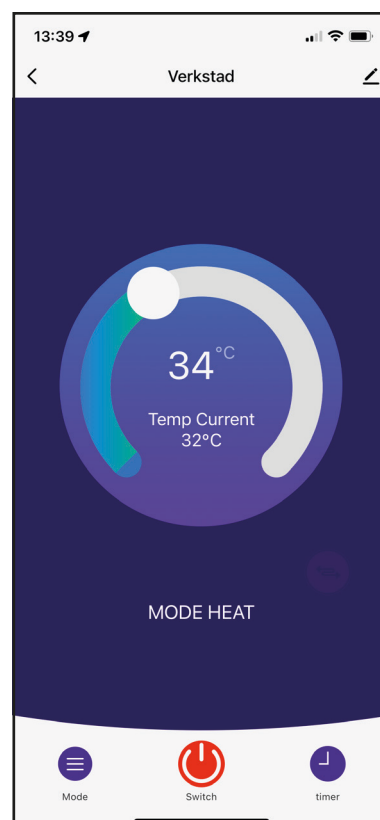 13:39
Verkstad
34°C
Temp Current
32°C
MODE HEAT
Mode Switch timer